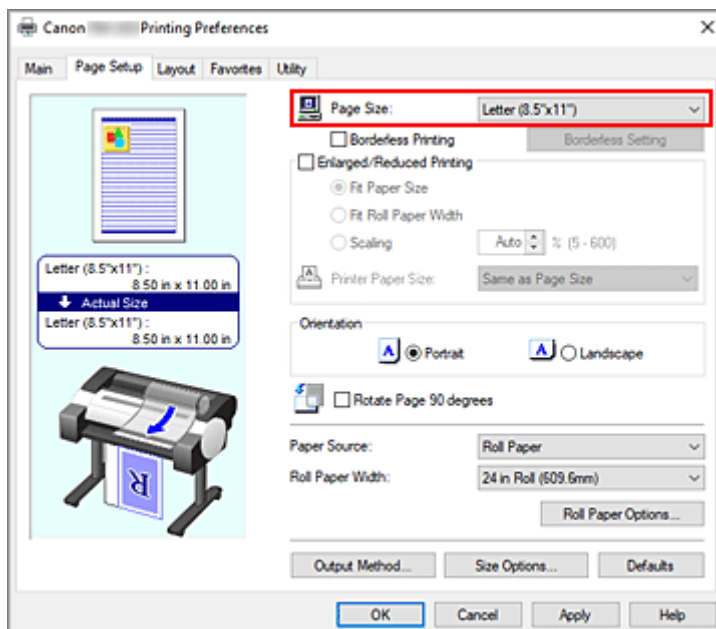 Canon Printing Preferences
Main Page Setup Layout Favorites Utility
Page Size: Letter (8.5"x11")
Borderless Printing Borderless Setting
Enlarged/Reduced Printing
Fit Paper Size
Fit Roll Paper Width
Scaling Auto % (5 - 600)
Printer Paper Size: Same as Page Size
Letter (8.5"x11") :
8.50 in x 11.00 in
Actual Size
Letter (8.5"x11") :
8.50 in x 11.00 in
Orientation
A Portrait A Landscape
Rotate Page 90 degrees
Paper Source: Roll Paper
Roll Paper Width: 24 in Roll (609.6mm)
Roll Paper Options...
R
Output Method... Size Options... Defaults
OK Cancel Apply Help